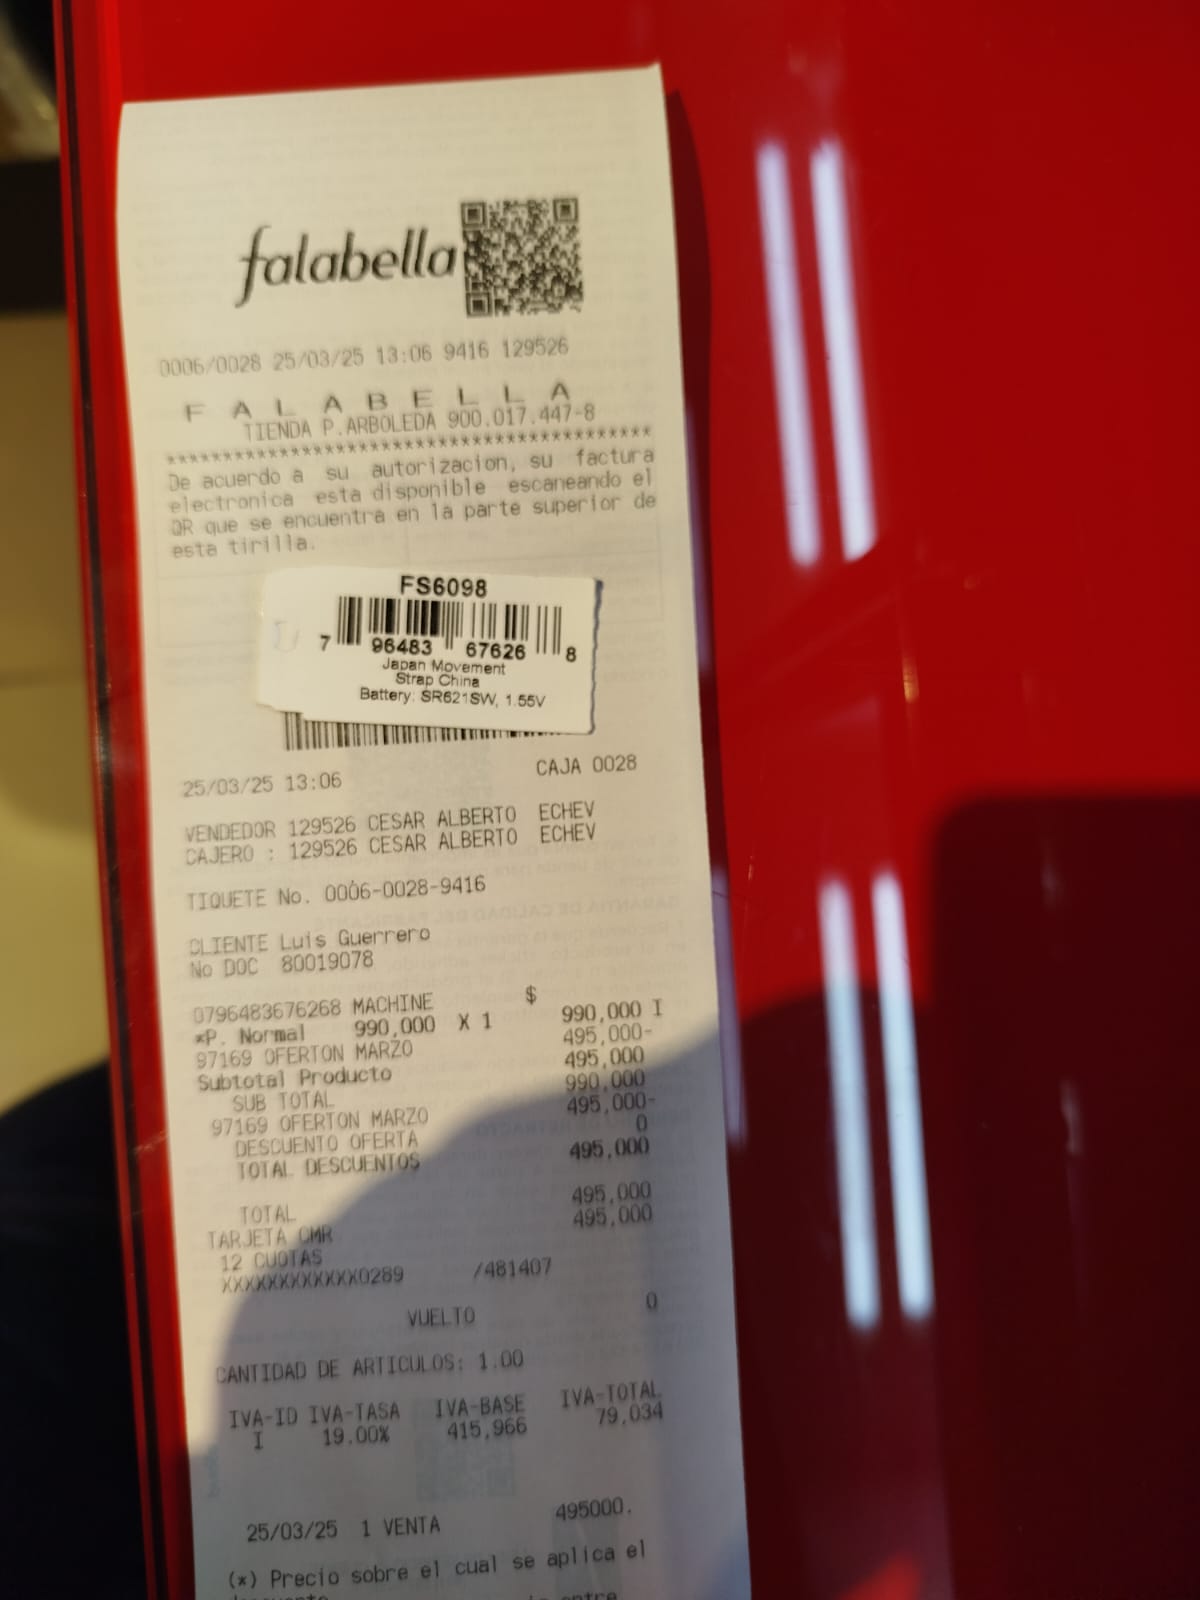 falabella
0006/0028 25/03/25 13:06 9416 129526
F A L A B E L L A
TIENDA P.ARBOLEDA 900.017.447-8
********************************************
De acuerdo a su autorizacion, su factura
electronica esta disponible escaneando el
QR que se encuentra en la parte superior de
esta tirilla.
FS6098
7 96483 67626 8
Japan Movement
Strap China
Battery: SR621SW, 1.55V
25/03/25 13:06 CAJA 0028
VENDEDOR 129526 CESAR ALBERTO ECHEV
CAJERO : 129526 CESAR ALBERTO ECHEV
TIQUETE No. 0006-0028-9416
CLIENTE Luis Guerrero
No DOC 80019078
0796483676268 MACHINE $
*P. Normal 990,000 X 1 990,000 I
97169 OFERTON MARZO 495,000-
Subtotal Producto 495,000
SUB TOTAL 990,000
97169 OFERTON MARZO 495,000-
DESCUENTO OFERTA 0
TOTAL DESCUENTOS 495,000
TOTAL 495,000
TARJETA CMR 495,000
12 CUOTAS
XXXXXXXXXXXX0289 /481407
VUELTO 0
CANTIDAD DE ARTICULOS: 1.00
IVA-ID IVA-TASA IVA-BASE IVA-TOTAL
I 19.00% 415,966 79,034
25/03/25 1 VENTA 495000.
(*) Precio sobre el cual se aplica el